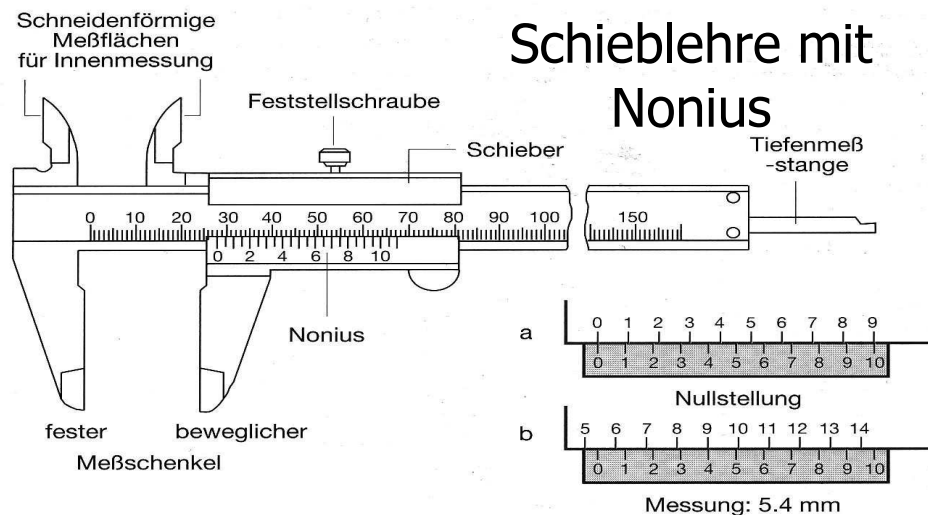 Schneidenförmige
Meßflächen
für Innenmessung
Schieblehre mit
Nonius
Feststellschraube
Schieber
Tiefenmeß
-stange
0 10 20 30 40 50 60 70 80 90 100 150
0 2 4 6 8 10
Nonius
fester beweglicher
Meßschenkel
a
0 1 2 3 4 5 6 7 8 9
0 1 2 3 4 5 6 7 8 9 10
Nullstellung
b
5 6 7 8 9 10 11 12 13 14
0 1 2 3 4 5 6 7 8 9 10
Messung: 5.4 mm